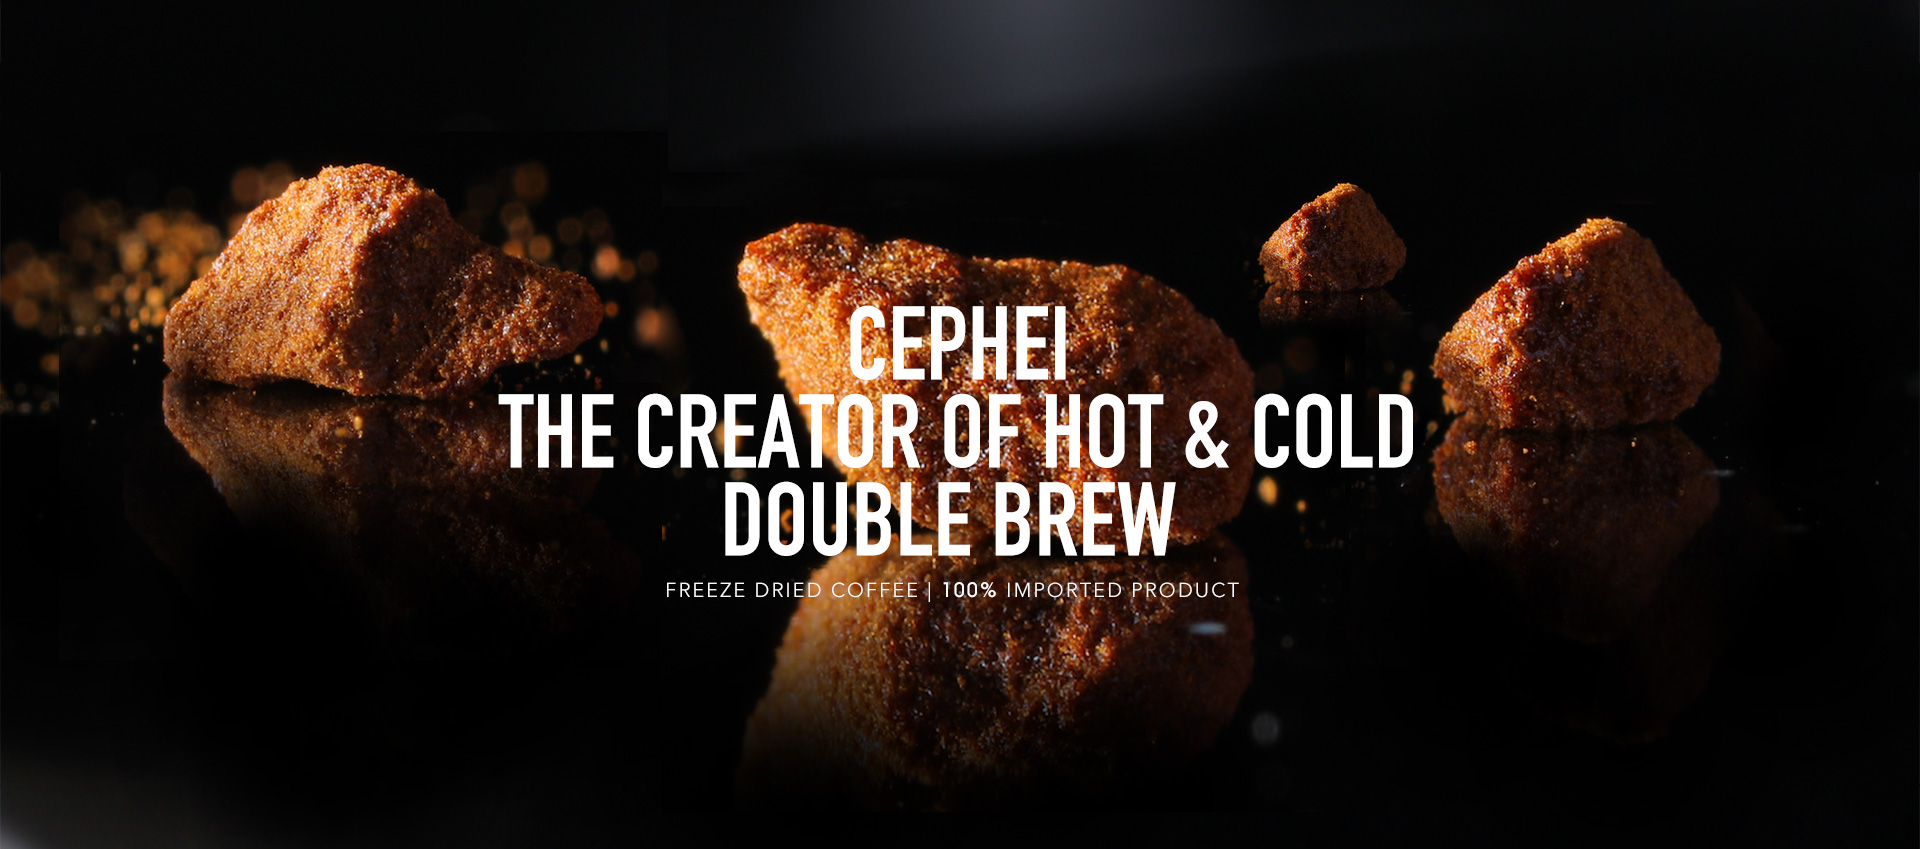 CEPHEI
THE CREATOR OF HOT & COLD
DOUBLE BREW
FREEZE DRIED COFFEE | 100% IMPORTED PRODUCT